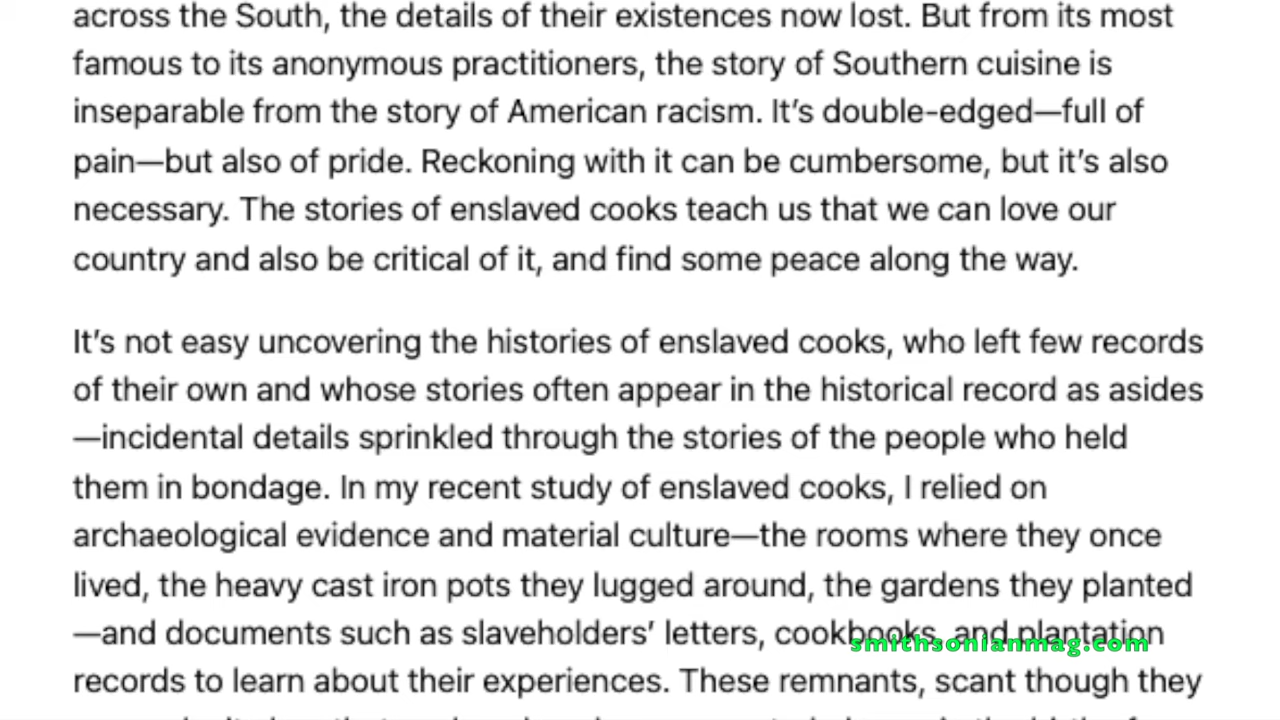 across the South, the details of their existences now lost. But from its most
famous to its anonymous practitioners, the story of Southern cuisine is
inseparable from the story of American racism. It’s double-edged—full of
pain—but also of pride. Reckoning with it can be cumbersome, but it’s also
necessary. The stories of enslaved cooks teach us that we can love our
country and also be critical of it, and find some peace along the way.
It’s not easy uncovering the histories of enslaved cooks, who left few records
of their own and whose stories often appear in the historical record as asides
—incidental details sprinkled through the stories of the people who held
them in bondage. In my recent study of enslaved cooks, I relied on
archaeological evidence and material culture—the rooms where they once
lived, the heavy cast iron pots they lugged around, the gardens they planted
—and documents such as slaveholders’ letters, cookbooks, and plantation
smithsonianmag.com
records to learn about their experiences. These remnants, scant though they